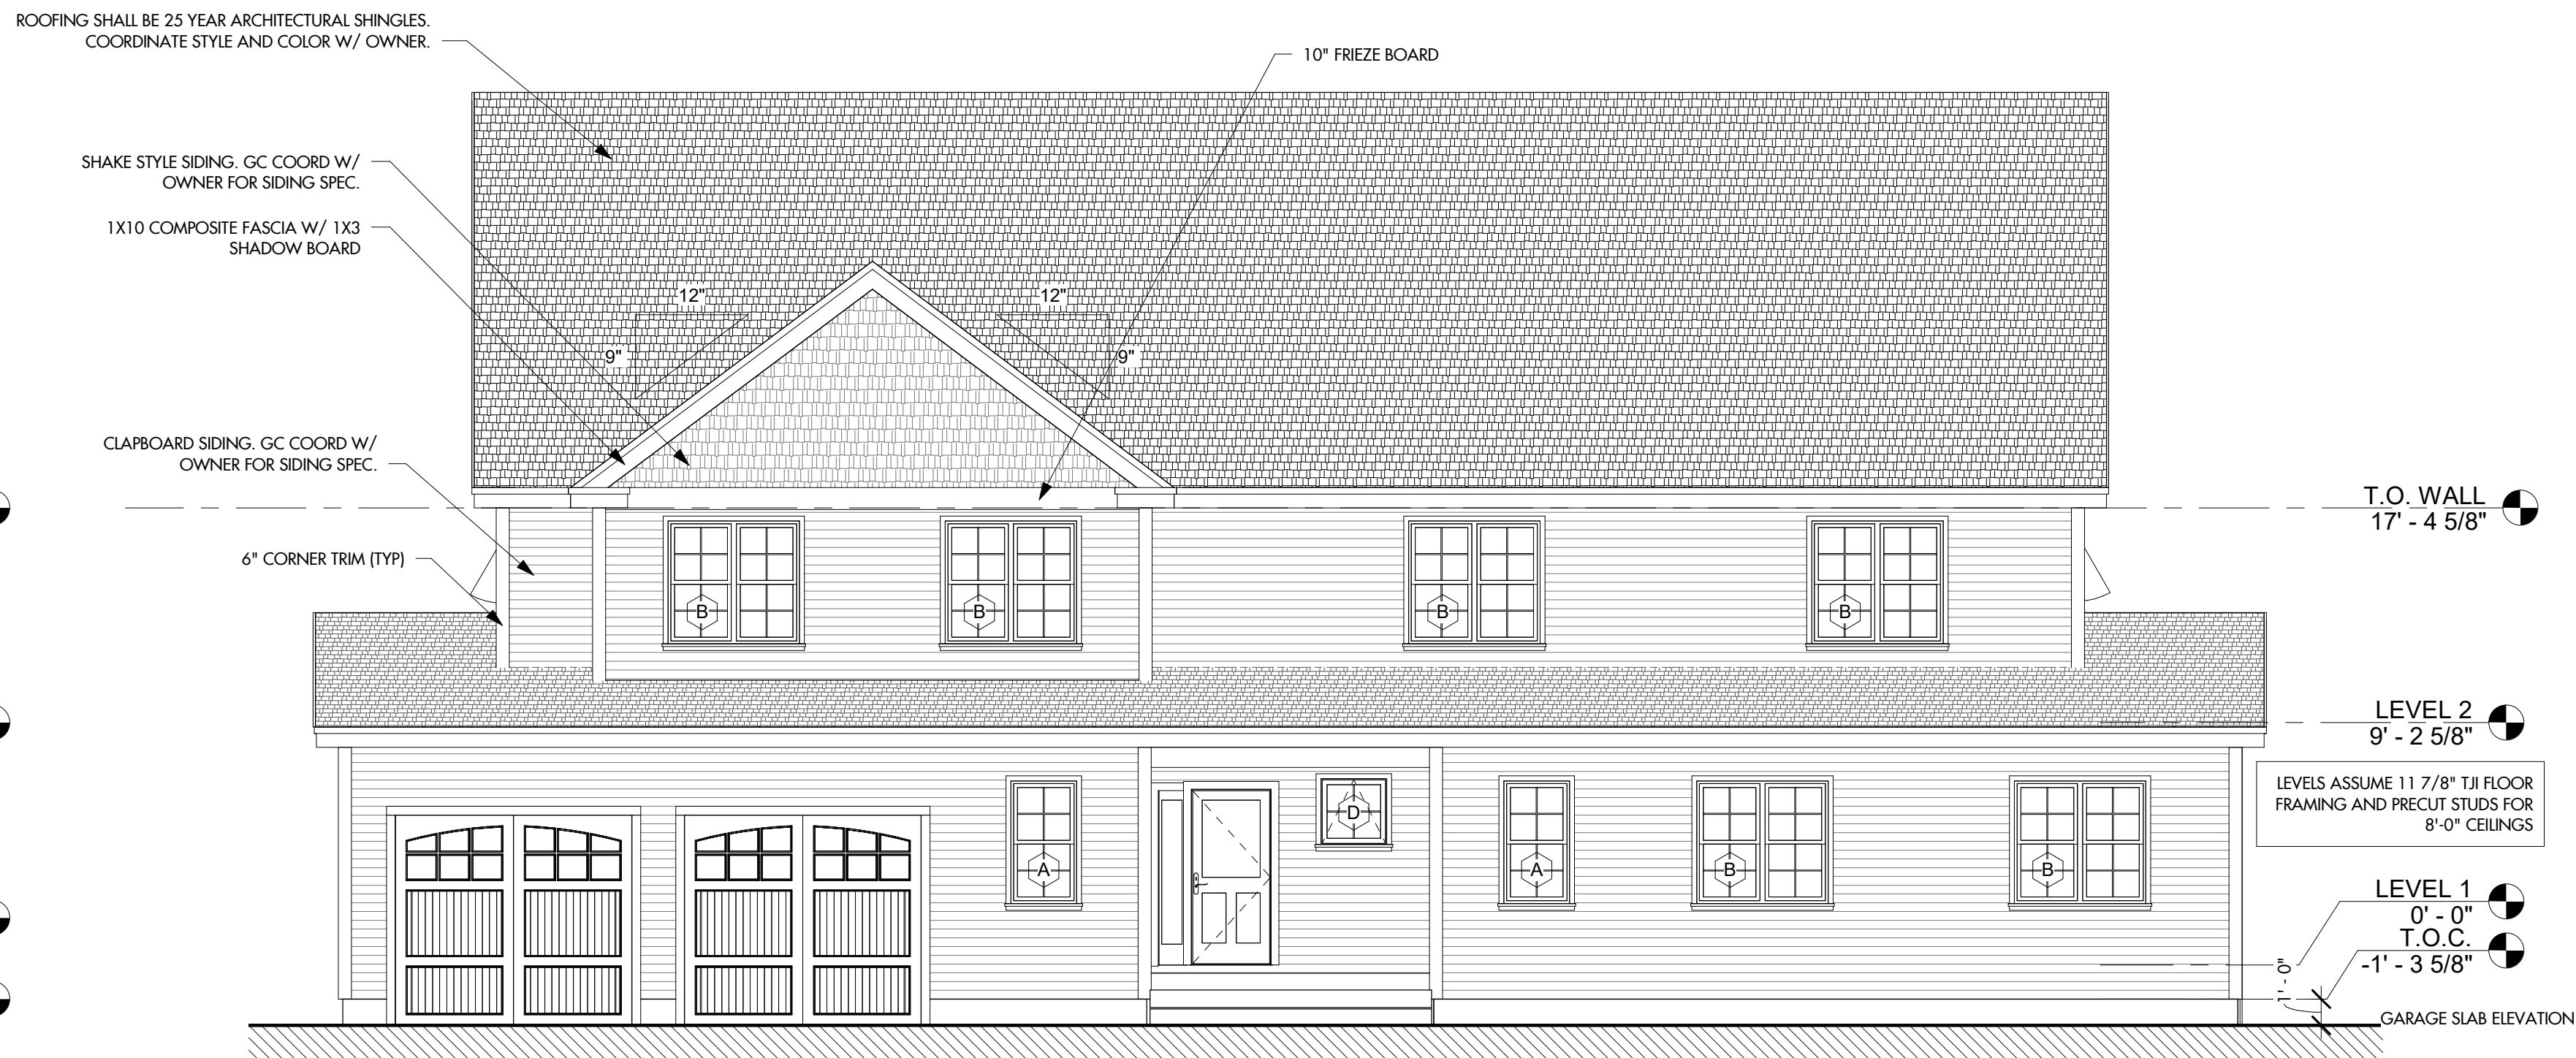 ROOFING SHALL BE 25 YEAR ARCHITECTURAL SHINGLES.
COORDINATE STYLE AND COLOR W/ OWNER.
10" FRIEZE BOARD
SHAKE STYLE SIDING. GC COORD W/
OWNER FOR SIDING SPEC.
1X10 COMPOSITE FASCIA W/ 1X3
SHADOW BOARD
12"
12"
9"
9"
CLAPBOARD SIDING. GC COORD W/
OWNER FOR SIDING SPEC.
T.O. WALL
17' - 4 5/8"
6" CORNER TRIM (TYP)
B
B
B
B
LEVEL 2
9' - 2 5/8"
LEVELS ASSUME 11 7/8" TJI FLOOR
FRAMING AND PRECUT STUDS FOR
8'-0" CEILINGS
D
A
A
B
B
LEVEL 1
0' - 0"
T.O.C.
-1' - 3 5/8"
1' - 0"
GARAGE SLAB ELEVATION